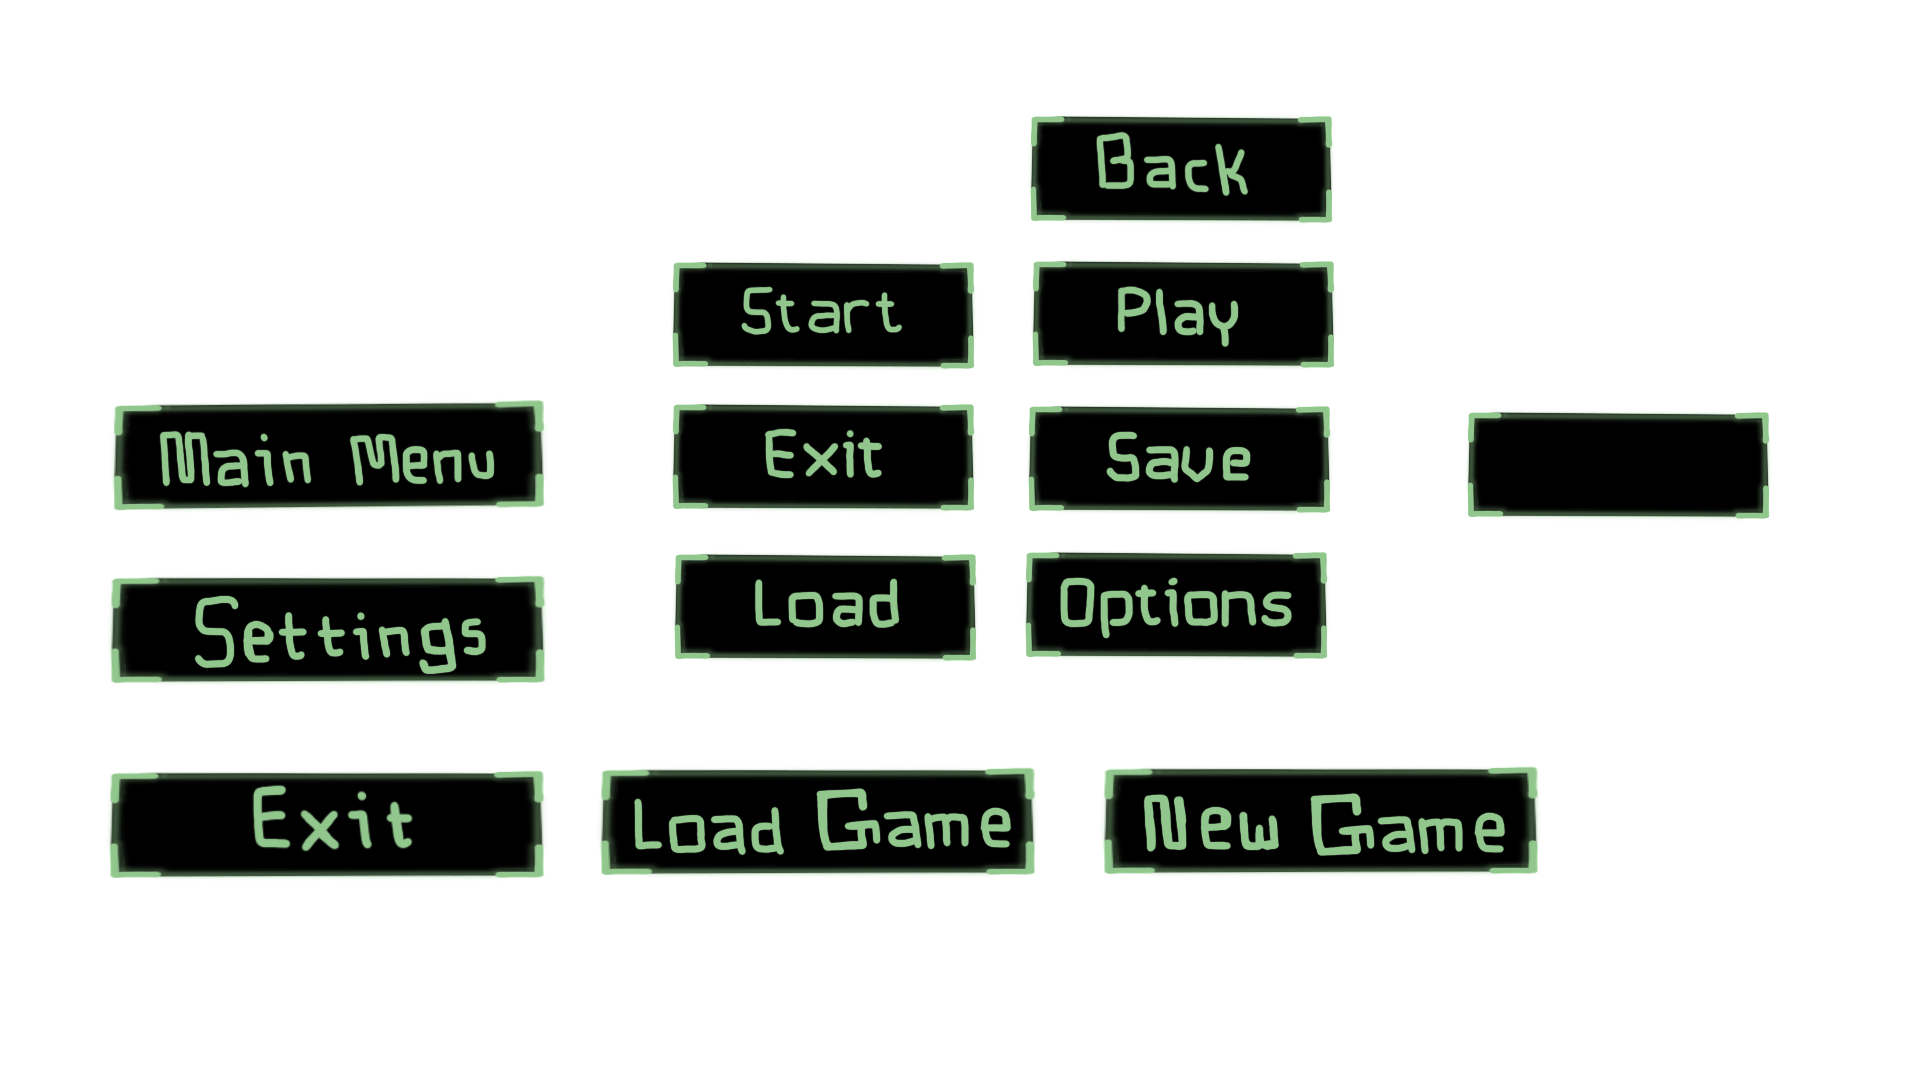 Back
Start
Play
Main Menu
Exit
Save
Settings
Load
Options
Exit
Load Game
New Game